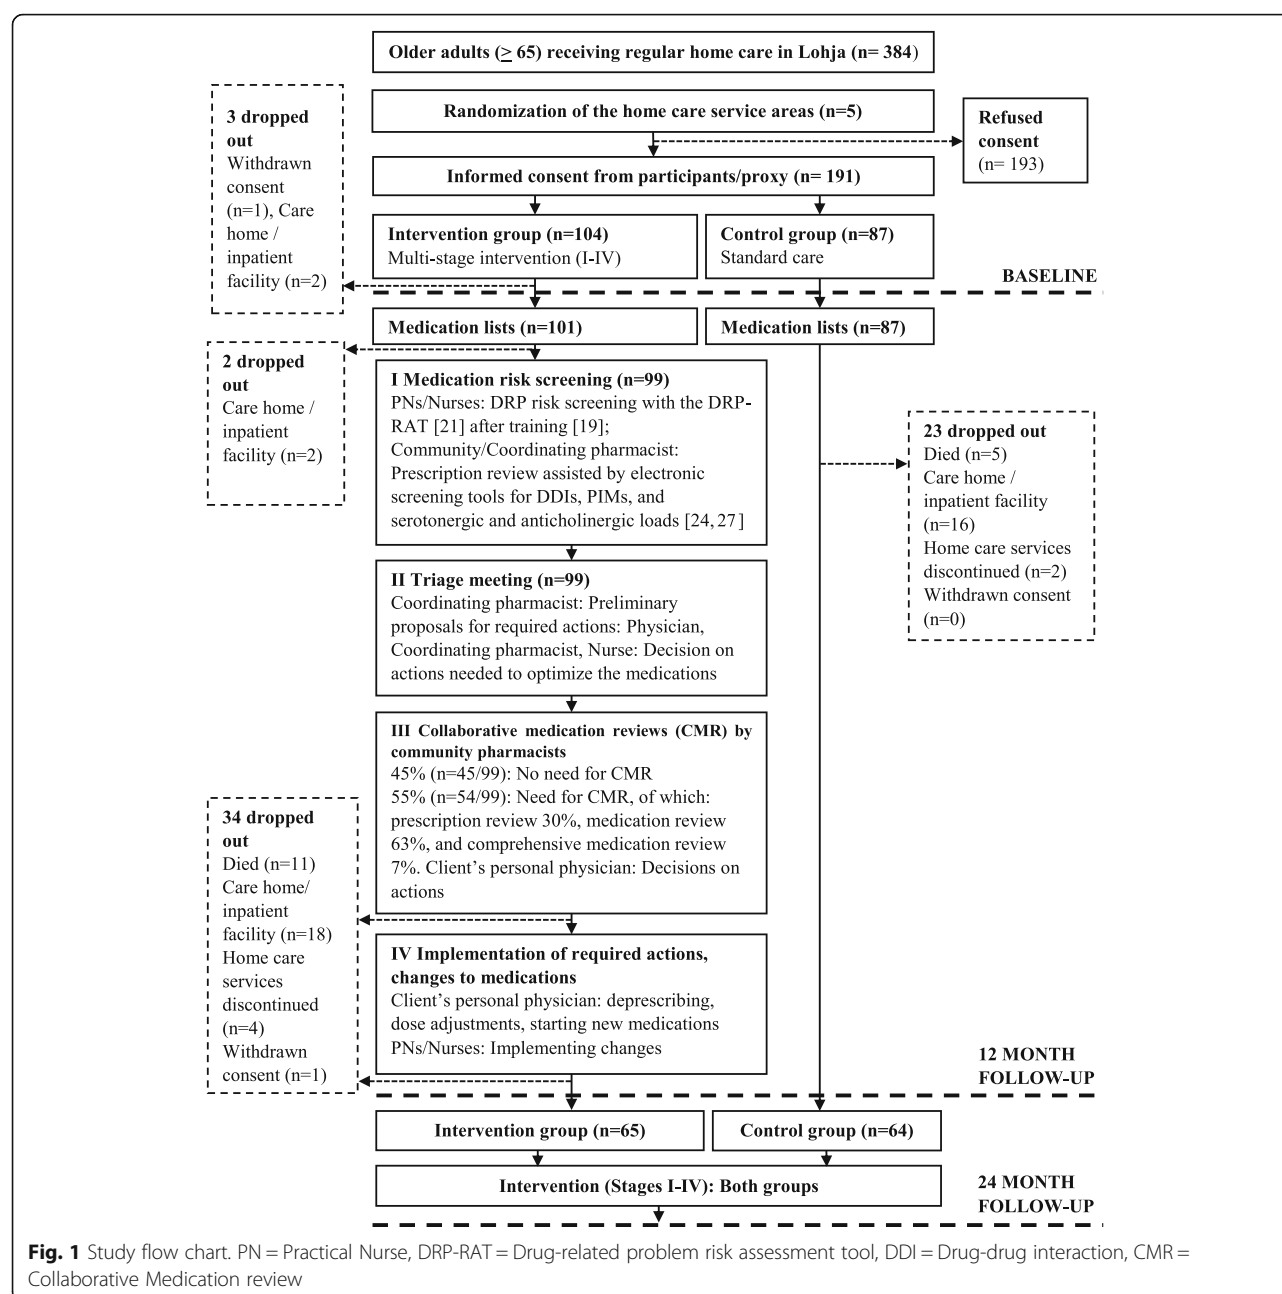 Older adults (≥ 65) receiving regular home care in Lohja (n= 384)
Randomization of the home care service areas (n=5)
Refused
consent
(n= 193)
Informed consent from participants/proxy (n= 191)
3 dropped
out
Withdrawn
consent
(n=1), Care
home /
inpatient
facility (n=2)
Intervention group (n=104)
Multi-stage intervention (I-IV)
Control group (n=87)
Standard care
BASELINE
Medication lists (n=101)
Medication lists (n=87)
2 dropped
out
Care home /
inpatient
facility (n=2)
I Medication risk screening (n=99)
PNs/Nurses: DRP risk screening with the DRP-
RAT [21] after training [19];
Community/Coordinating pharmacist:
Prescription review assisted by electronic
screening tools for DDIs, PIMs, and
serotonergic and anticholinergic loads [24, 27]
23 dropped out
Died (n=5)
Care home /
inpatient facility
(n=16)
Home care services
discontinued (n=2)
Withdrawn consent
(n=0)
II Triage meeting (n=99)
Coordinating pharmacist: Preliminary
proposals for required actions: Physician,
Coordinating pharmacist, Nurse: Decision on
actions needed to optimize the medications
III Collaborative medication reviews (CMR) by
community pharmacists
45% (n=45/99): No need for CMR
55% (n=54/99): Need for CMR, of which:
prescription review 30%, medication review
63%, and comprehensive medication review
7%. Client's personal physician: Decisions on
actions
34 dropped
out
Died (n=11)
Care home/
inpatient
facility (n=18)
Home care
services
discontinued
(n=4)
Withdrawn
consent (n=1)
IV Implementation of required actions,
changes to medications
Client's personal physician: deprescribing,
dose adjustments, starting new medications
PNs/Nurses: Implementing changes
12 MONTH
FOLLOW-UP
Intervention group (n=65)
Control group (n=64)
Intervention (Stages I-IV): Both groups
24 MONTH
FOLLOW-UP
Fig. 1 Study flow chart. PN = Practical Nurse, DRP-RAT = Drug-related problem risk assessment tool, DDI = Drug-drug interaction, CMR =
Collaborative Medication review